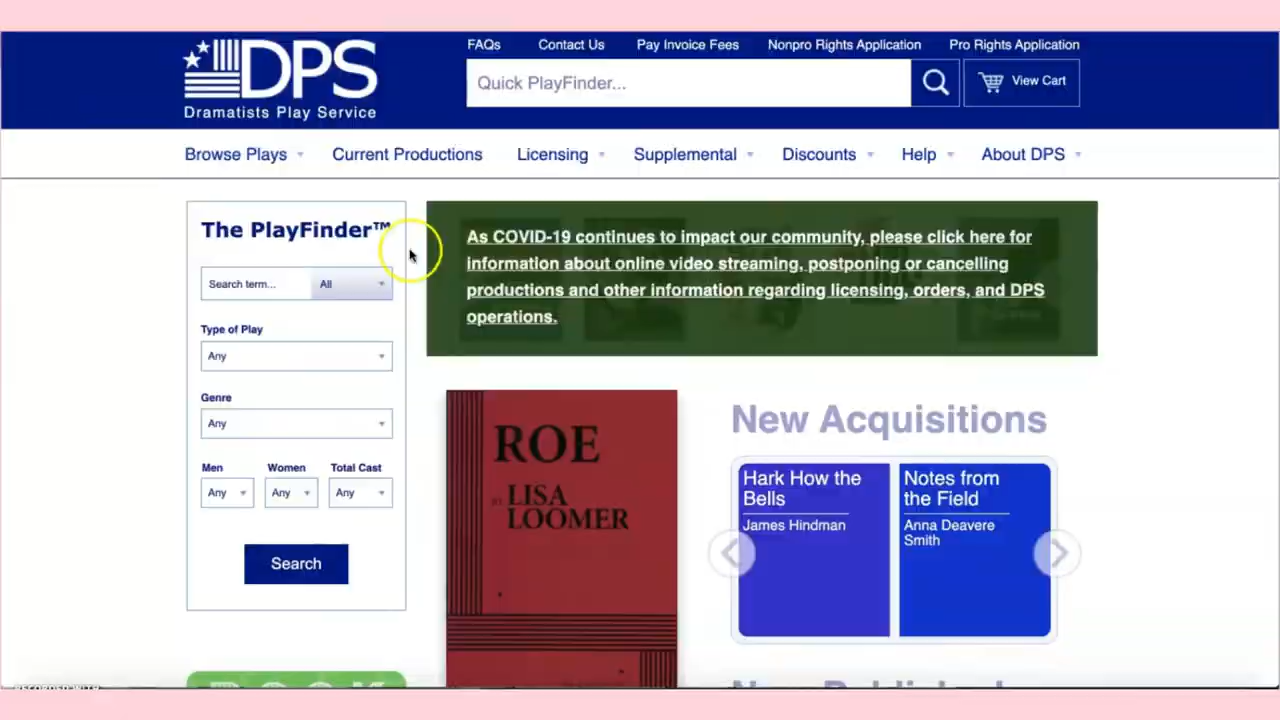 FAQs
Contact Us
Pay Invoice Fees
Nonpro Rights Application
Pro Rights Application
DPS
Dramatists Play Service
Quick PlayFinder...
View Cart
Browse Plays
Current Productions
Licensing
Supplemental
Discounts
Help
About DPS
The PlayFinder™
Search term...
All
Type of Play
Any
Genre
Any
Men
Women
Total Cast
Any
Any
Any
Search
As COVID-19 continues to impact our community, please click here for
information about online video streaming, postponing or cancelling
productions and other information regarding licensing, orders, and DPS
operations.
ROE
BY LISA
LOOMER
New Acquisitions
Hark How the
Bells
James Hindman
Notes from
the Field
Anna Deavere
Smith